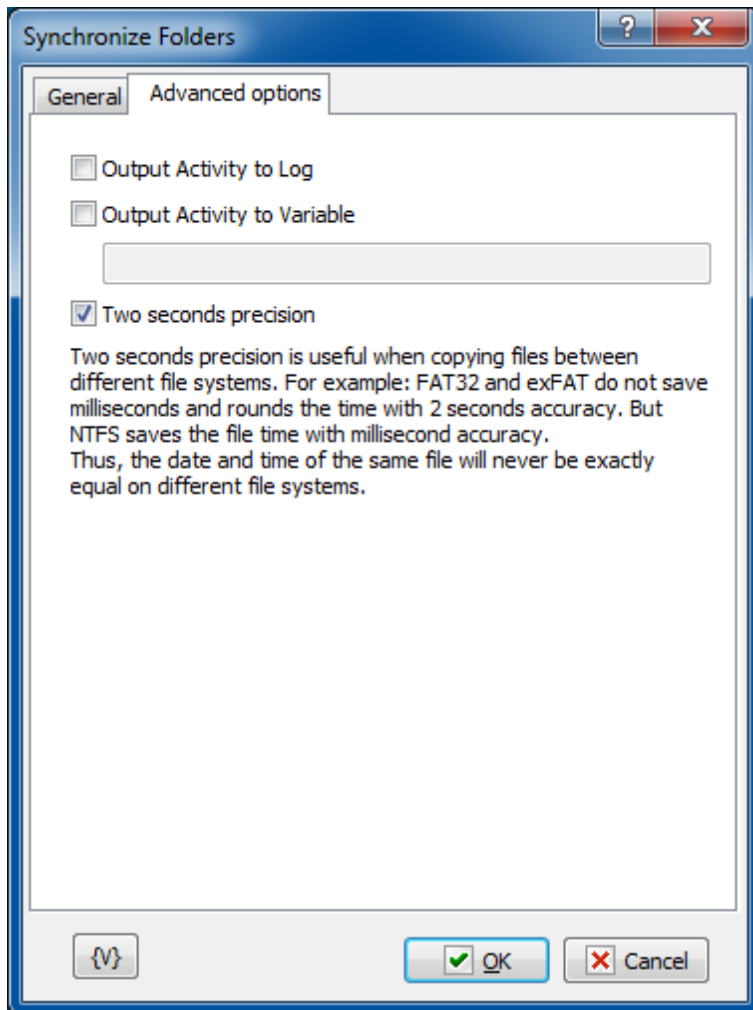 Synchronize Folders
?
General
Advanced options
Output Activity to Log
Output Activity to Variable
Two seconds precision
Two seconds precision is useful when copying files between
different file systems. For example: FAT32 and exFAT do not save
milliseconds and rounds the time with 2 seconds accuracy. But
NTFS saves the file time with millisecond accuracy.
Thus, the date and time of the same file will never be exactly
equal on different file systems.
{V}
OK
Cancel